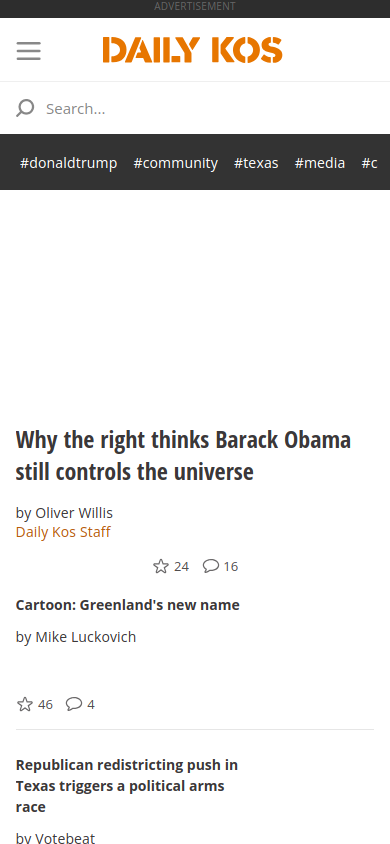 ADVERTISEMENT
DAILY KOS
Search...
#donaldtrump #community #texas #media #c
Why the right thinks Barack Obama
still controls the universe
by Oliver Willis
Daily Kos Staff
24 16
Cartoon: Greenland's new name
by Mike Luckovich
46 4
Republican redistricting push in
Texas triggers a political arms
race
by Votebeat